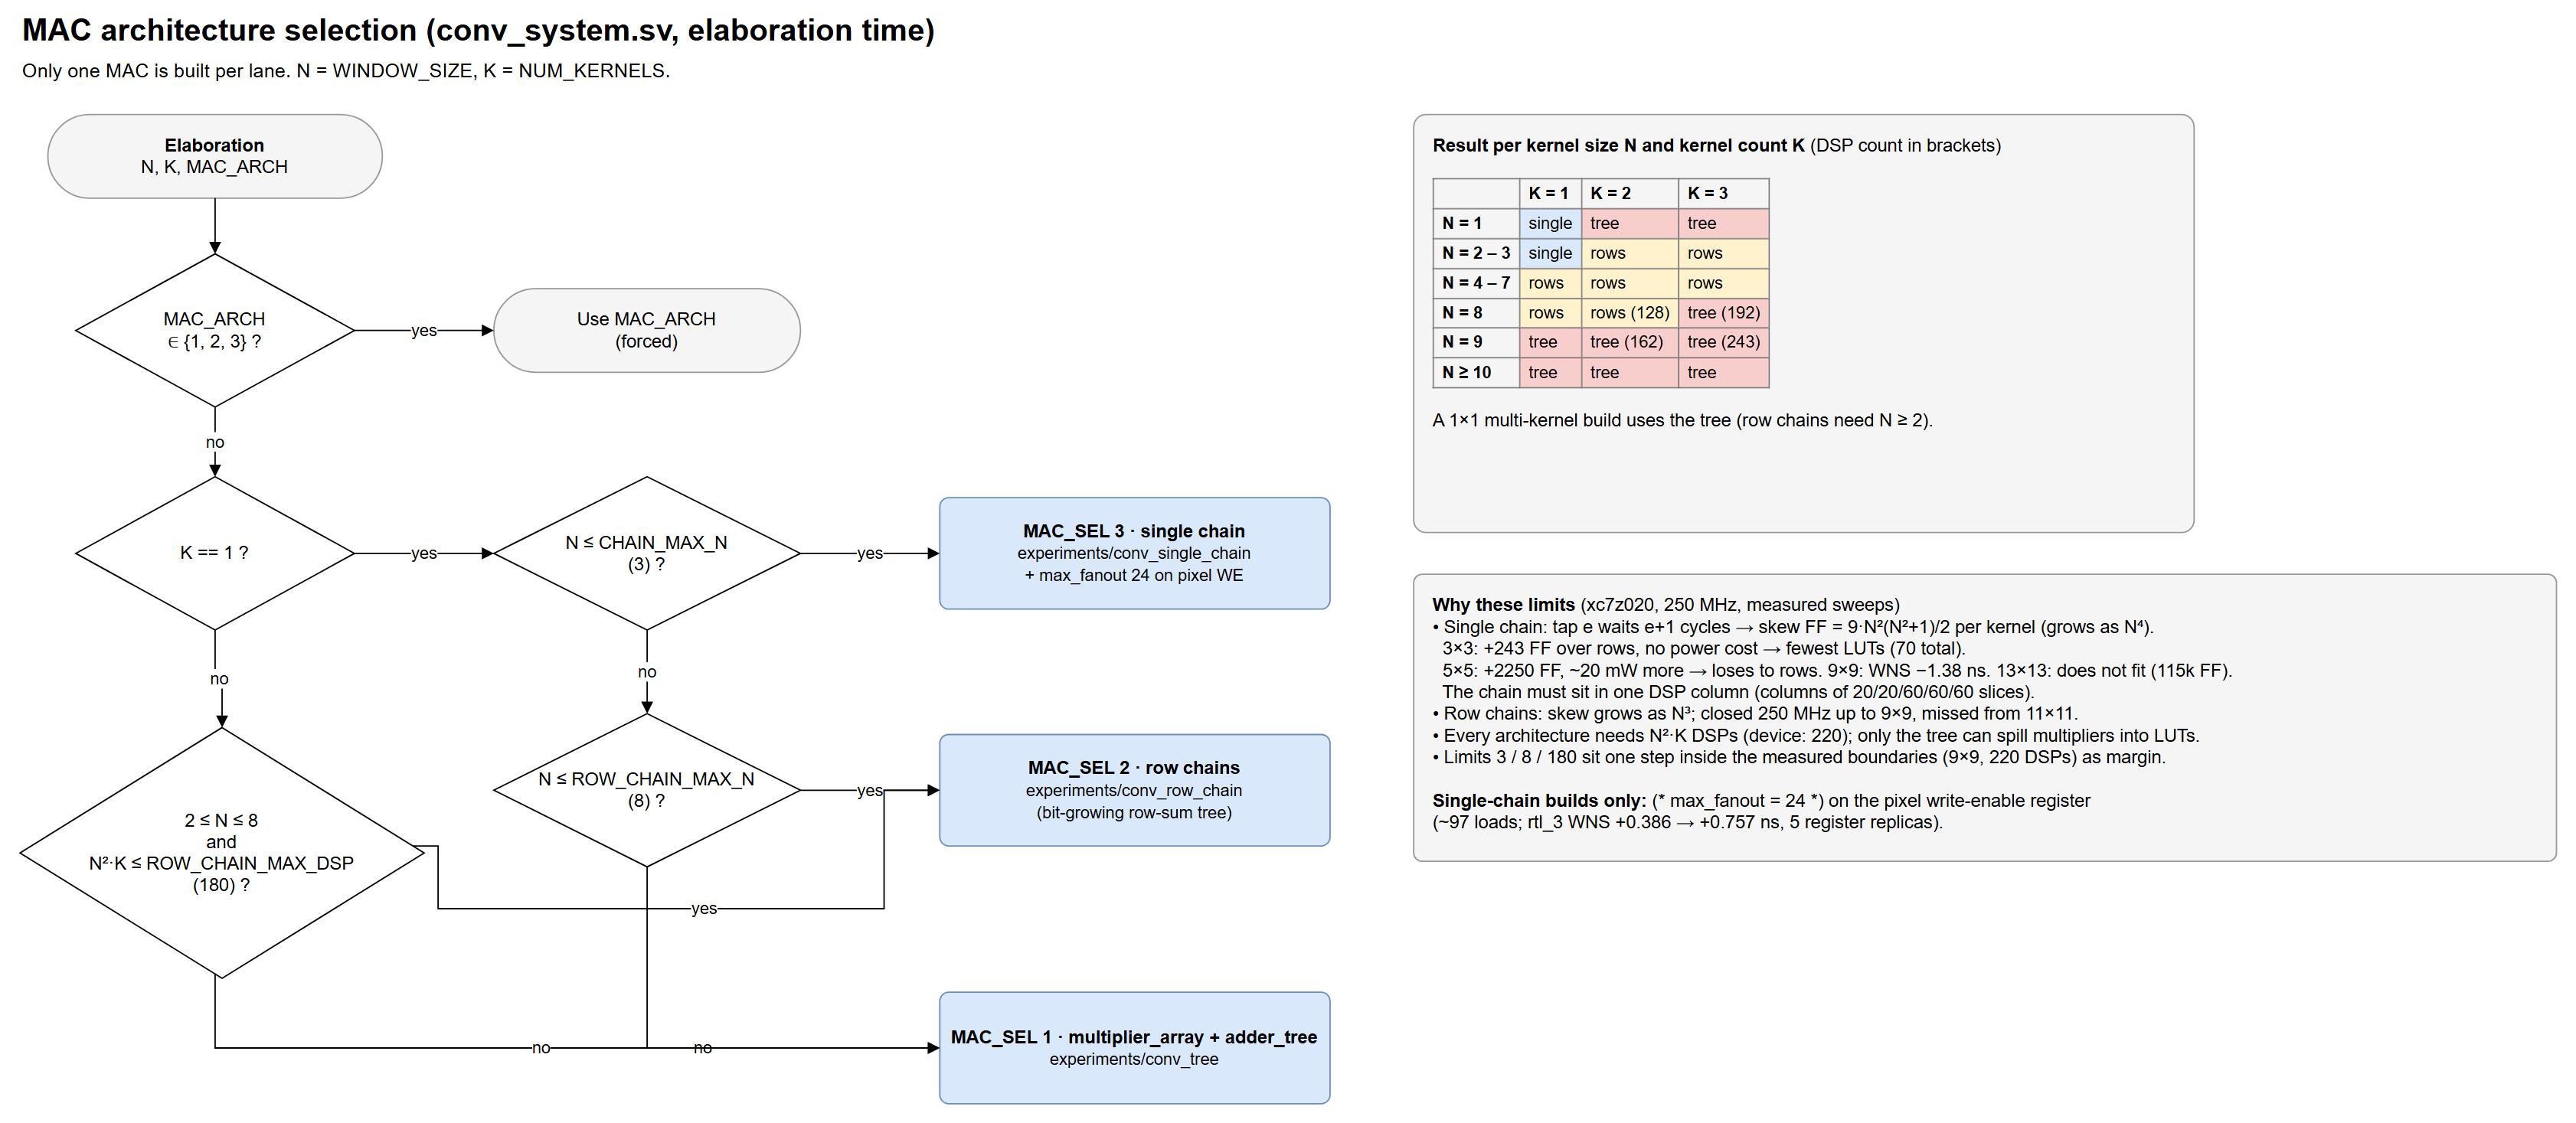 MAC architecture selection (conv_system.sv, elaboration time)
Only one MAC is built per lane. N = WINDOW_SIZE, K = NUM_KERNELS.
Elaboration
N, K, MAC_ARCH
MAC_ARCH
∈ {1, 2, 3} ?
yes
Use MAC_ARCH
(forced)
no
K == 1 ?
yes
N ≤ CHAIN_MAX_N
(3) ?
yes
MAC_SEL 3 · single chain
experiments/conv_single_chain
+ max_fanout 24 on pixel WE
no
no
N ≤ ROW_CHAIN_MAX_N
(8) ?
yes
MAC_SEL 2 · row chains
experiments/conv_row_chain
(bit-growing row-sum tree)
2 ≤ N ≤ 8
and
N²·K ≤ ROW_CHAIN_MAX_DSP
(180) ?
yes
no
no
MAC_SEL 1 · multiplier_array + adder_tree
experiments/conv_tree
Result per kernel size N and kernel count K (DSP count in brackets)
K = 1 K = 2 K = 3
N = 1 single tree tree
N = 2 – 3 single rows rows
N = 4 – 7 rows rows rows
N = 8 rows rows (128) tree (192)
N = 9 tree tree (162) tree (243)
N ≥ 10 tree tree tree
A 1×1 multi-kernel build uses the tree (row chains need N ≥ 2).
Why these limits (xc7z020, 250 MHz, measured sweeps)
• Single chain: tap e waits e+1 cycles → skew FF = 9·N²(N²+1)/2 per kernel (grows as N⁴).
3×3: +243 FF over rows, no power cost → fewest LUTs (70 total).
5×5: +2250 FF, ~20 mW more → loses to rows. 9×9: WNS −1.38 ns. 13×13: does not fit (115k FF).
The chain must sit in one DSP column (columns of 20/20/60/60/60 slices).
• Row chains: skew grows as N³; closed 250 MHz up to 9×9, missed from 11×11.
• Every architecture needs N²·K DSPs (device: 220); only the tree can spill multipliers into LUTs.
• Limits 3 / 8 / 180 sit one step inside the measured boundaries (9×9, 220 DSPs) as margin.
Single-chain builds only: (* max_fanout = 24 *) on the pixel write-enable register
(~97 loads; rtl_3 WNS +0.386 → +0.757 ns, 5 register replicas).